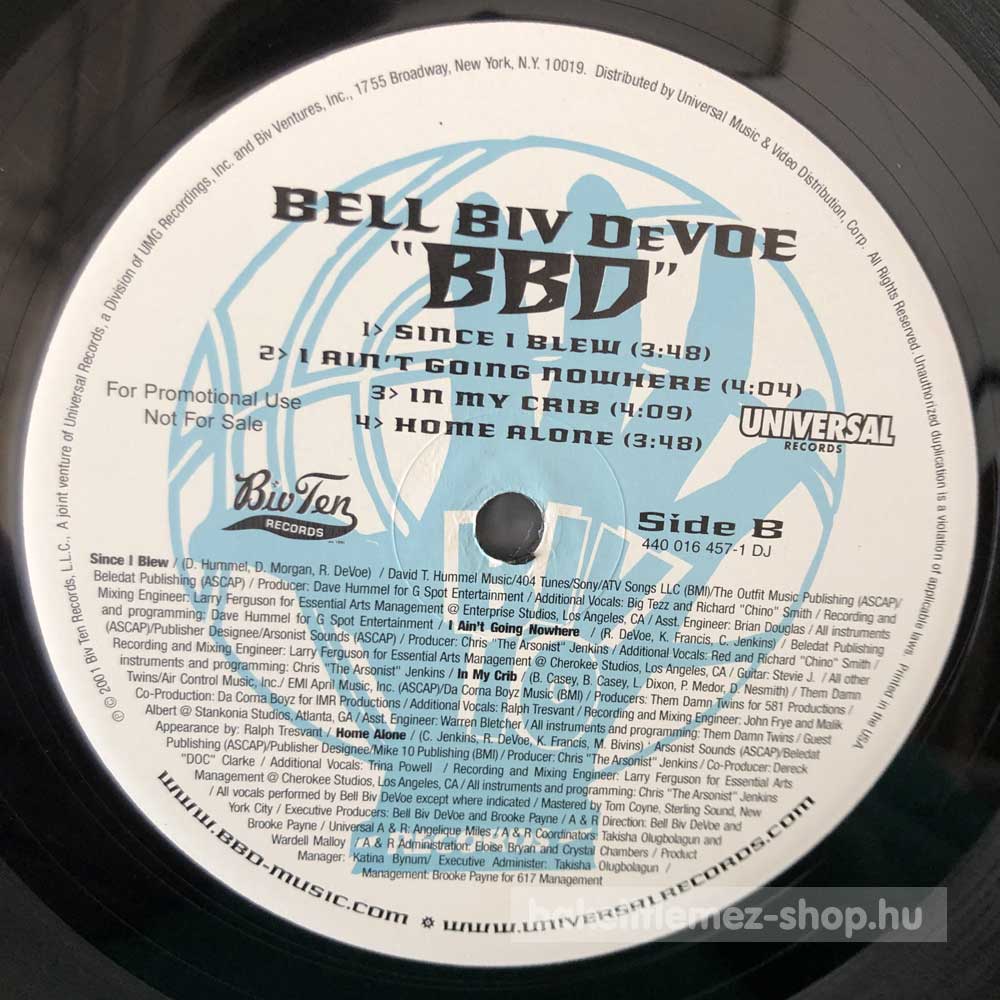 ℗ © 2001 Biv Ten Records, L.L.C., A joint venture of Universal Records, a Division of UMG Recordings, Inc. and Biv Ventures, Inc., 1755 Broadway, New York, N.Y. 10019. Distributed by Universal Music & Video Distribution, Corp. All Rights Reserved. Unauthorized duplication is a violation of applicable laws. Printed in the USA.
BELL BIV DeVOE
"BBD"
1> SINCE I BLEW (3:48)
2> I AIN'T GOING NOWHERE (4:04)
3> IN MY CRIB (4:09)
4> HOME ALONE (3:48)
For Promotional Use
Not For Sale
UNIVERSAL
RECORDS
Biv Ten
RECORDS
Side B
440 016 457-1 DJ
Since I Blew / (D. Hummel, D. Morgan, R. DeVoe) / David T. Hummel Music/404 Tunes/Sony/ATV Songs LLC (BMI)/The Outfit Music Publishing (ASCAP)/
Beledat Publishing (ASCAP) / Producer: Dave Hummel for G Spot Entertainment / Additional Vocals: Big Tezz and Richard "Chino" Smith / Recording and
Mixing Engineer: Larry Ferguson for Essential Arts Management @ Enterprise Studios, Los Angeles, CA / Asst. Engineer: Brian Douglas / All instruments
and programming: Dave Hummel for G Spot Entertainment / I Ain't Going Nowhere / (R. DeVoe, K. Francis, C. Jenkins) / Beledat Publishing
(ASCAP)/Publisher Designee/Arsonist Sounds (ASCAP) / Producer: Chris "The Arsonist" Jenkins / Additional Vocals: Red and Richard "Chino" Smith /
Recording and Mixing Engineer: Larry Ferguson for Essential Arts Management @ Cherokee Studios, Los Angeles, CA / Guitar: Stevie J. / All other
instruments and programming: Chris "The Arsonist" Jenkins / In My Crib / (B. Casey, B. Casey, L. Dixon, P. Medor, D. Nesmith) / Them Damn
Twins/Air Control Music, Inc./ EMI April Music, Inc. (ASCAP)/Da Corna Boyz Music (BMI) / Producers: Them Damn Twins for 581 Productions /
Co-Production: Da Corna Boyz for IMR Productions / Additional Vocals: Ralph Tresvant / Recording and Mixing Engineer: John Frye and Malik
Albert @ Stankonia Studios, Atlanta, GA / Asst. Engineer: Warren Bletcher / All instruments and programming: Them Damn Twins / Guest
Appearance by: Ralph Tresvant / Home Alone / (C. Jenkins, R. DeVoe, K. Francis, M. Bivins) / Arsonist Sounds (ASCAP)/Beledat
Publishing (ASCAP)/Publisher Designee/Mike 10 Publishing (BMI) / Producer: Chris "The Arsonist" Jenkins / Co-Producer: Dereck
"DOC" Clarke / Additional Vocals: Trina Powell / Recording and Mixing Engineer: Larry Ferguson for Essential Arts
Management @ Cherokee Studios, Los Angeles, CA / All instruments and programming: Chris "The Arsonist" Jenkins
/ All vocals performed by Bell Biv DeVoe except where indicated / Mastered by Tom Coyne, Sterling Sound, New
York City / Executive Producers: Bell Biv DeVoe and Brooke Payne / A & R Direction: Bell Biv DeVoe and
Brooke Payne / Universal A & R: Angelique Miles / A & R Coordinators: Takisha Olugbolagun and
Wardell Malloy / A & R Administration: Eloise Bryan and Crystal Chambers / Product
Manager: Katina Bynum/ Executive Administer: Takisha Olugbolagun /
Management: Brooke Payne for 617 Management
WWW.BBD-MUSIC.COM ✲ WWW.UNIVERSALRECORDS.COM
bakelitlemez-shop.hu